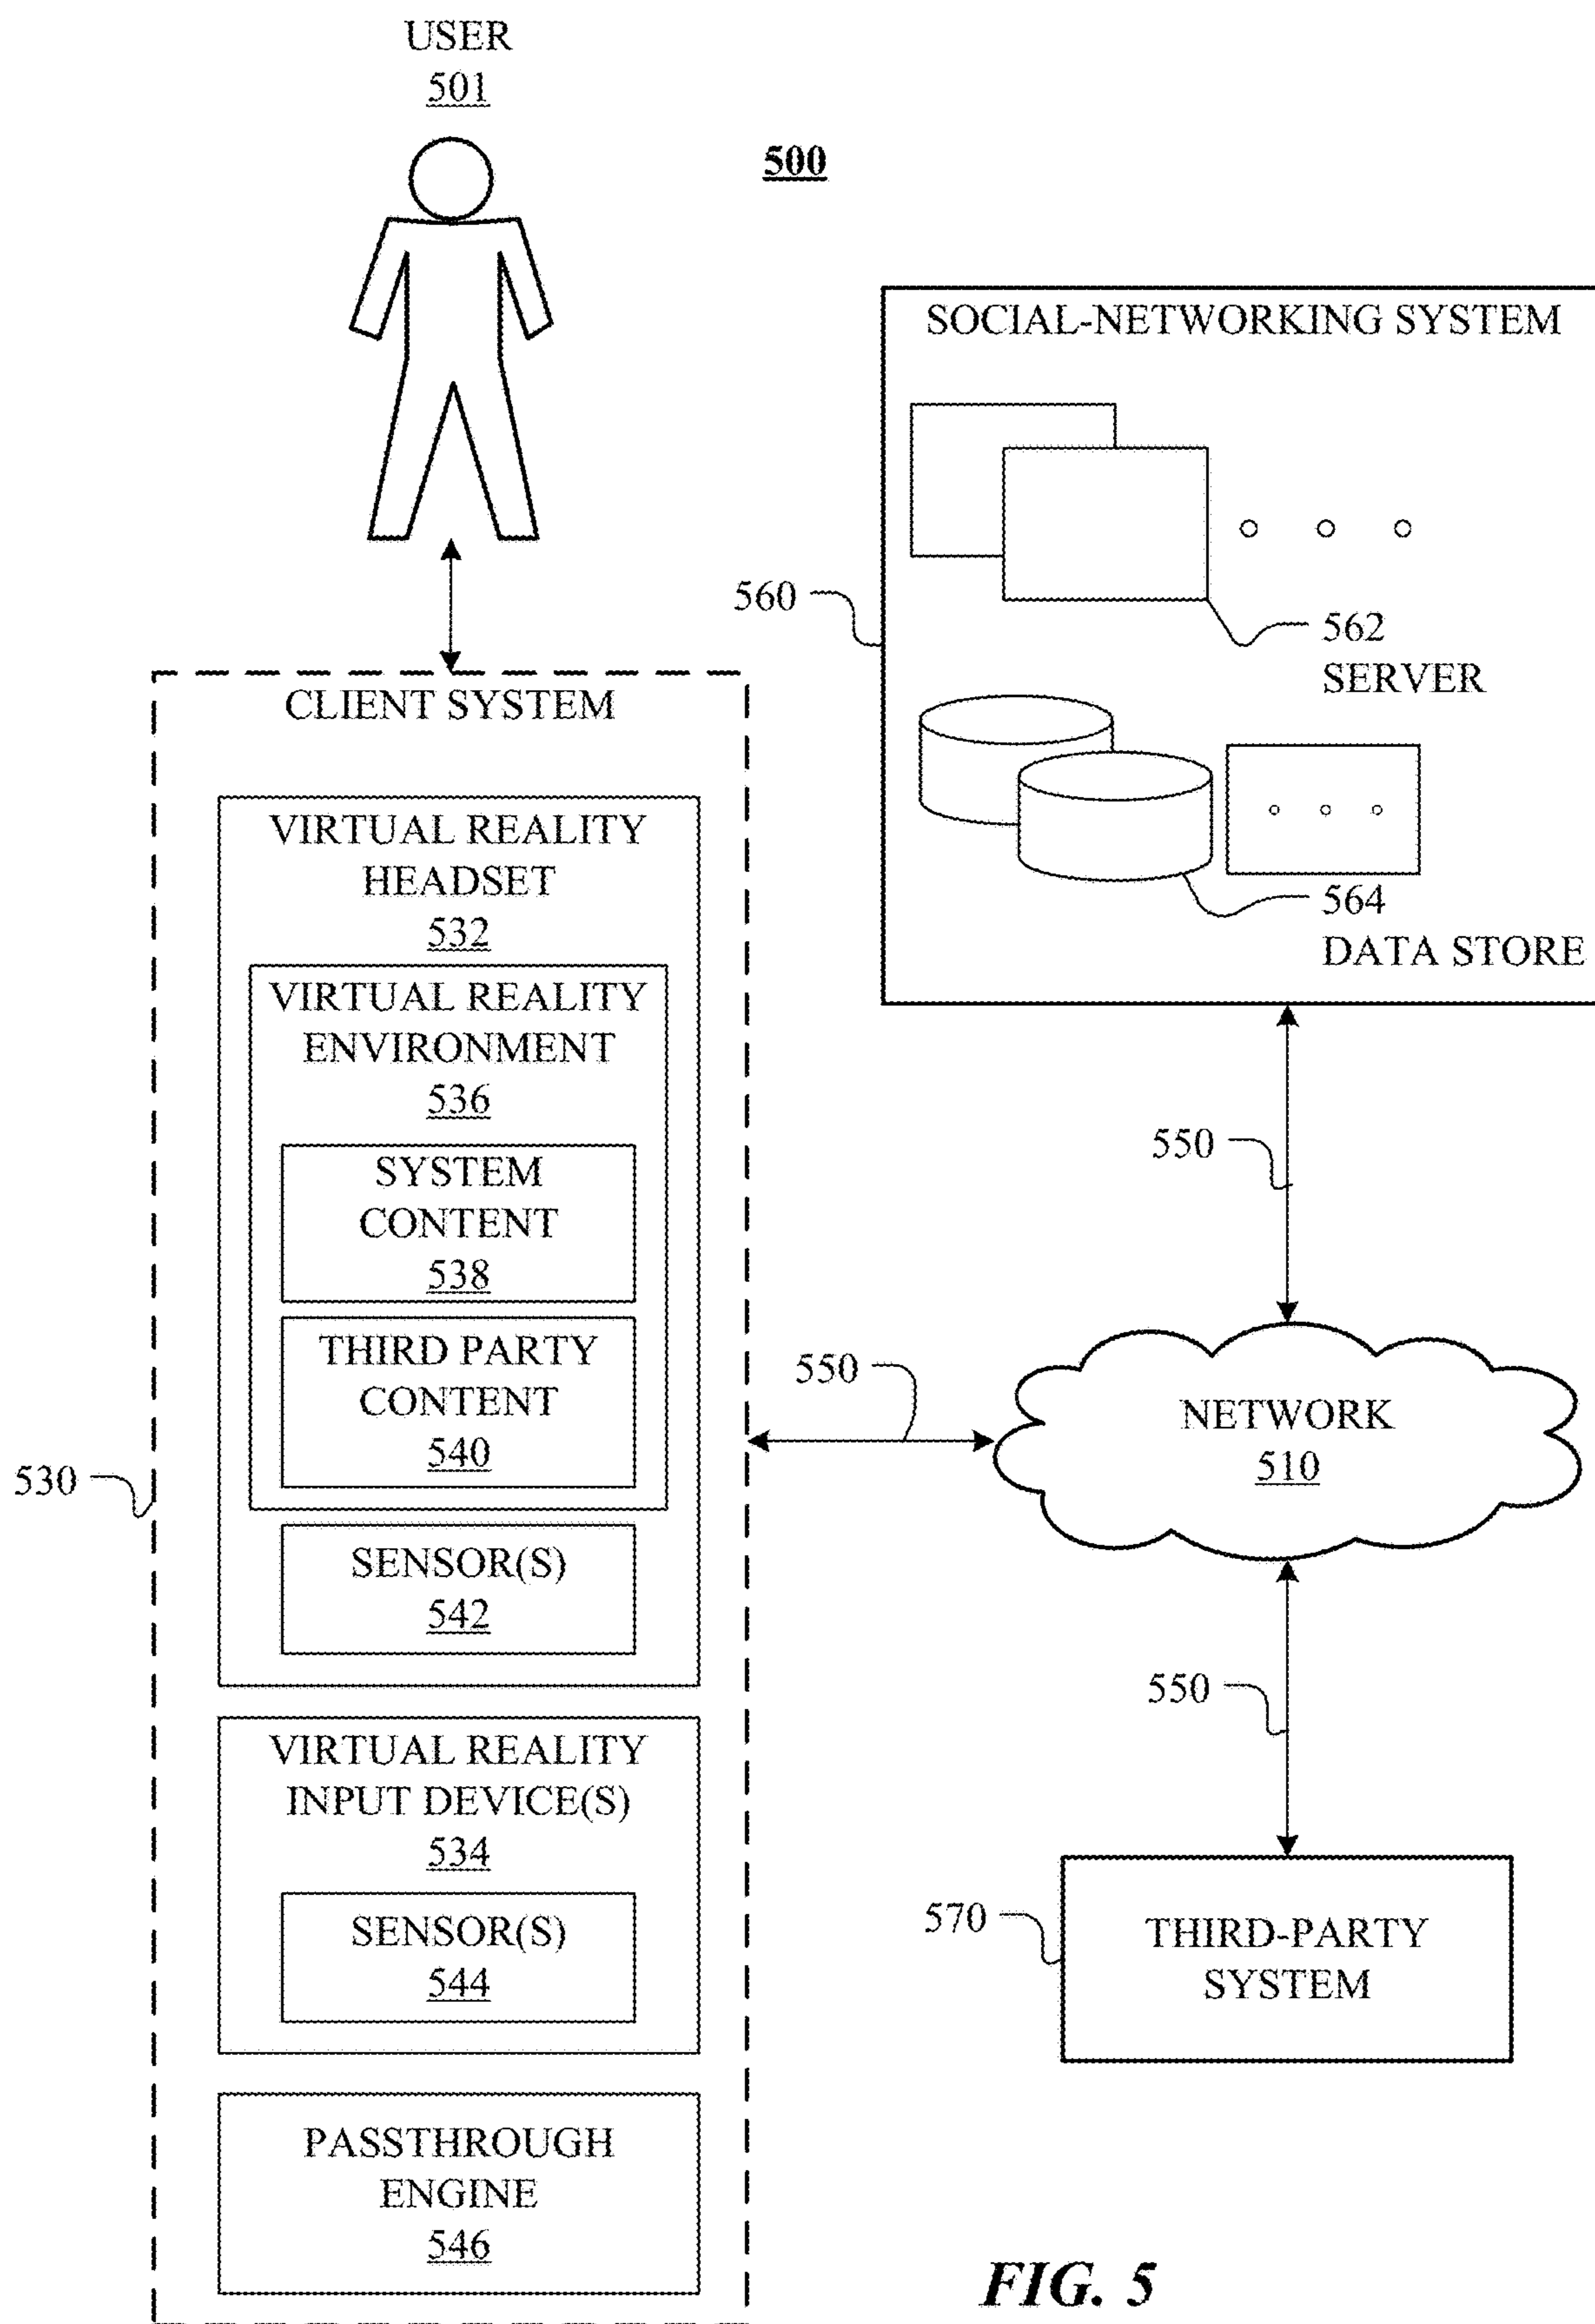 USER
501
500
SOCIAL-NETWORKING SYSTEM
560
562
SERVER
564
DATA STORE
CLIENT SYSTEM
VIRTUAL REALITY
HEADSET
532
VIRTUAL REALITY
ENVIRONMENT
536
SYSTEM
CONTENT
538
THIRD PARTY
CONTENT
540
530
SENSOR(S)
542
VIRTUAL REALITY
INPUT DEVICE(S)
534
SENSOR(S)
544
PASSTHROUGH
ENGINE
546
550
550
NETWORK
510
550
570
THIRD-PARTY
SYSTEM
FIG. 5